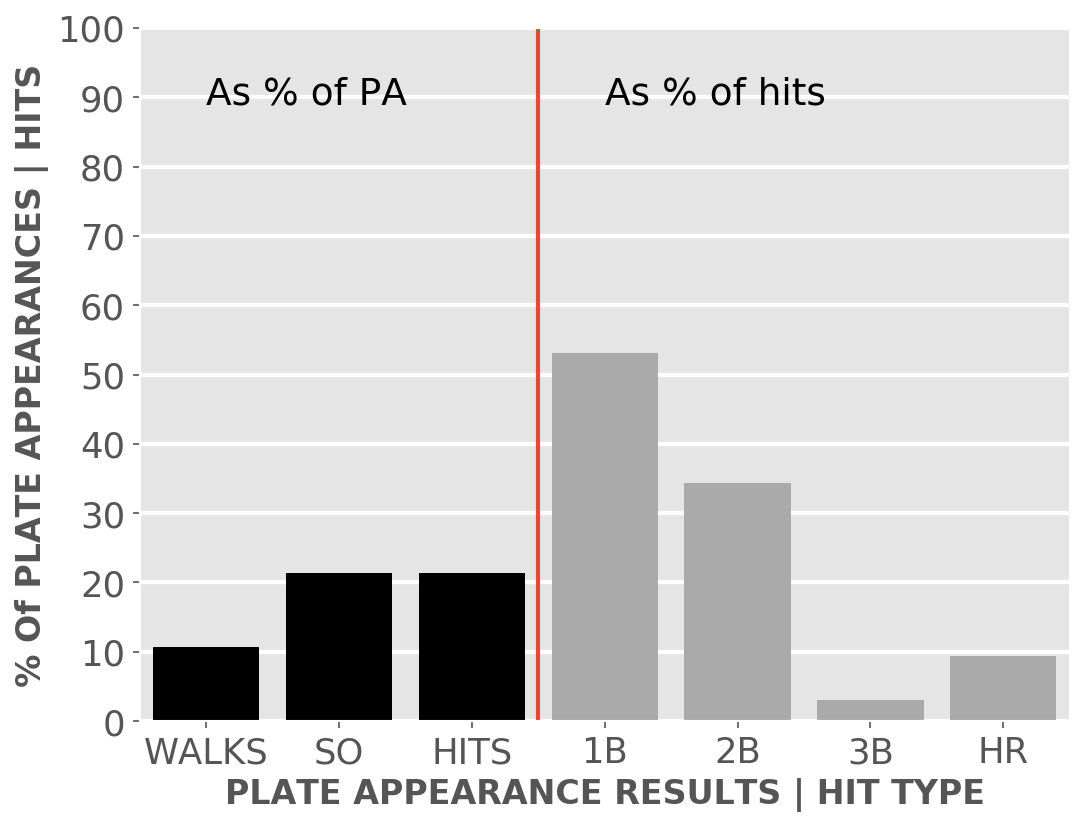 % Of PLATE APPEARANCES | HITS
100
90
80
70
60
50
40
30
20
10
0
As % of PA
As % of hits
WALKS SO HITS 1B 2B 3B HR
PLATE APPEARANCE RESULTS | HIT TYPE